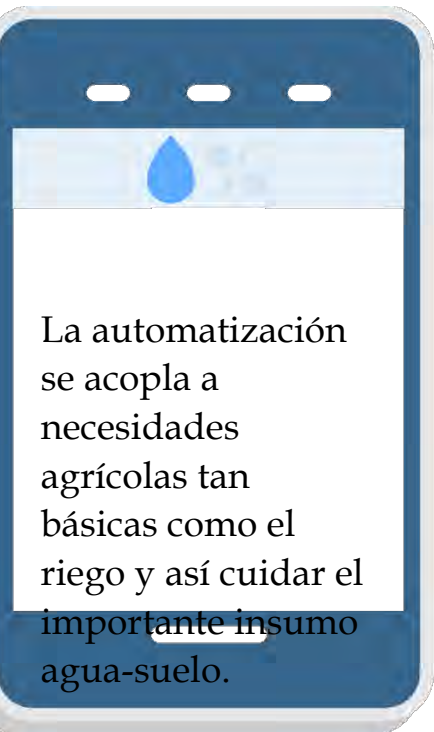 La automatización
se acopla a
necesidades
agrícolas tan
básicas como el
riego y así cuidar el
importante insumo
agua-suelo.